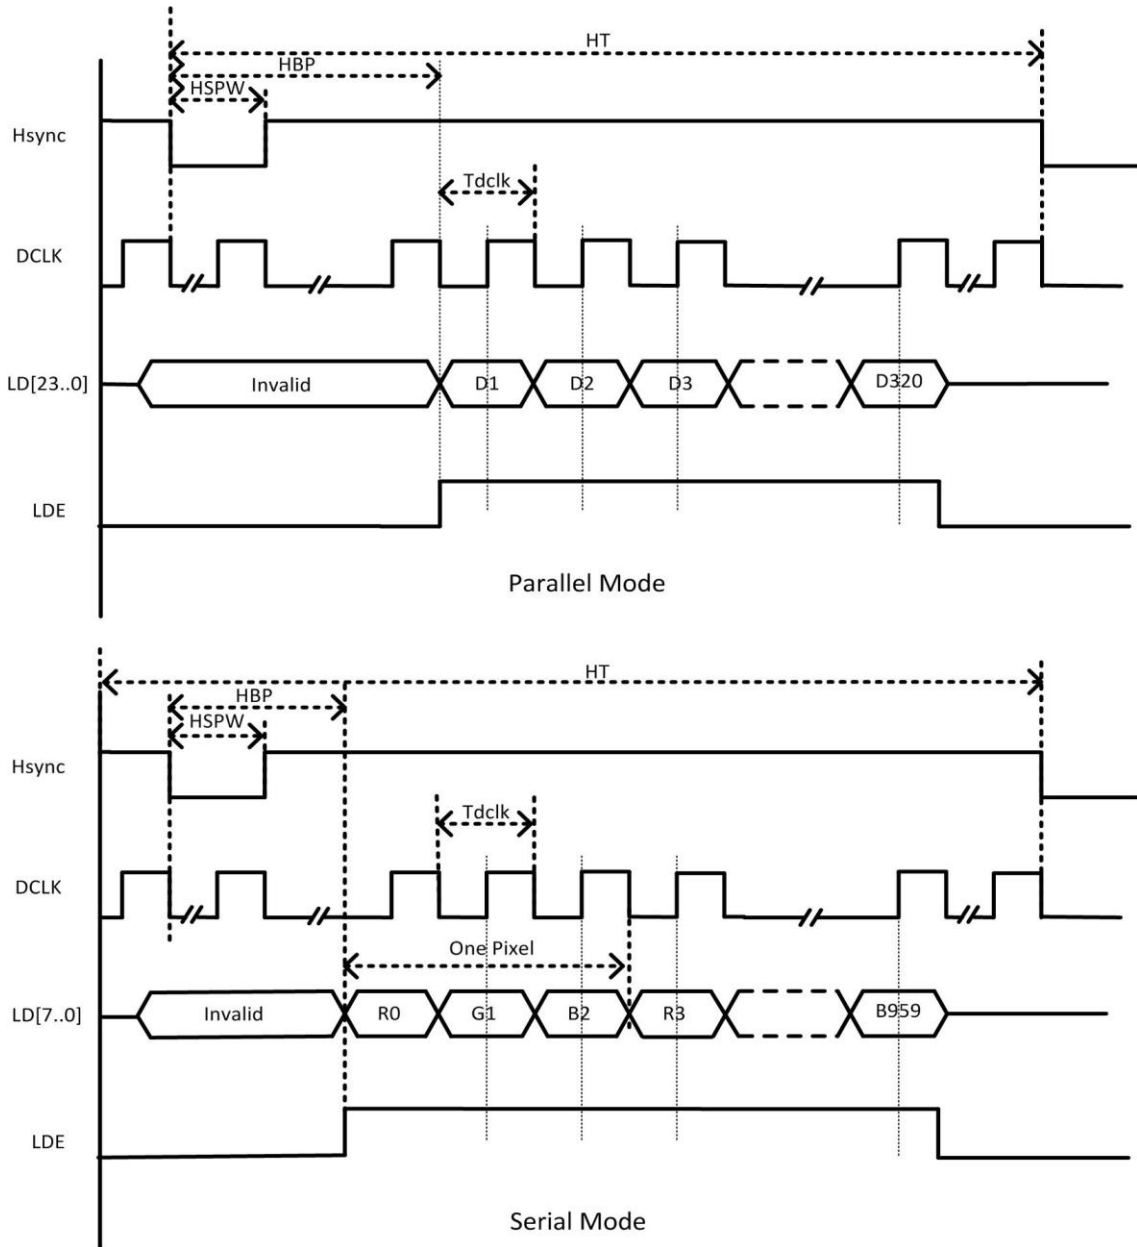 HT
HBP
HSPW
Hsync
Tdclk
DCLK
LD[23..0] Invalid D1 D2 D3 D320
LDE
Parallel Mode
HT
HBP
HSPW
Hsync
Tdclk
DCLK
One Pixel
LD[7..0] Invalid R0 G1 B2 R3 B959
LDE
Serial Mode